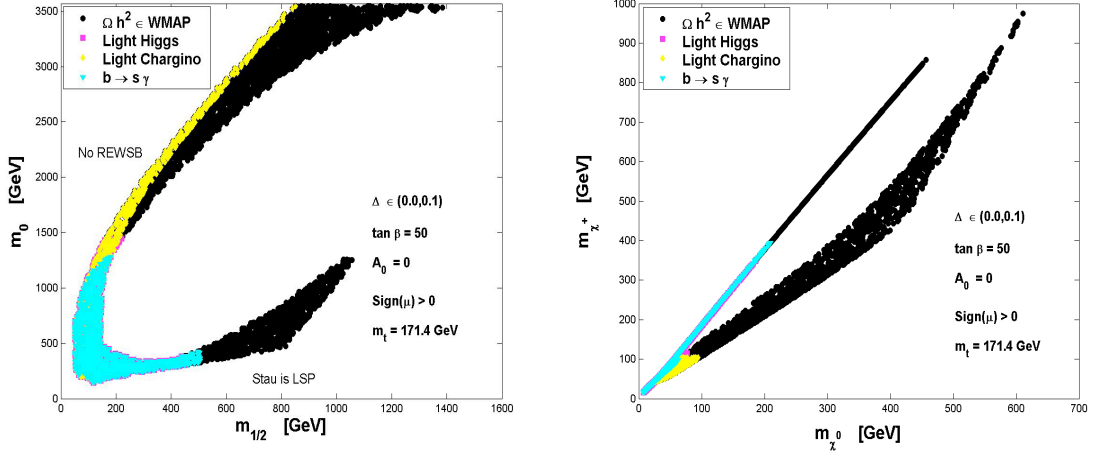 Ω h² ∈ WMAP
Light Higgs
Light Chargino
b → s γ
No REWSB
Δ ∈ (0.0,0.1)
tan β = 50
A₀ = 0
Sign(μ) > 0
mₜ = 171.4 GeV
Stau is LSP
m₀ [GeV]
3500
3000
2500
2000
1500
1000
500
0
0 200 400 600 800 1000 1200 1400 1600
m₁/₂ [GeV]
Ω h² ∈ WMAP
Light Higgs
Light Chargino
b → s γ
Δ ∈ (0.0,0.1)
tan β = 50
A₀ = 0
Sign(μ) > 0
mₜ = 171.4 GeV
m_χ⁺ [GeV]
1000
900
800
700
600
500
400
300
200
100
0
0 100 200 300 400 500 600 700
m_χ⁰ [GeV]